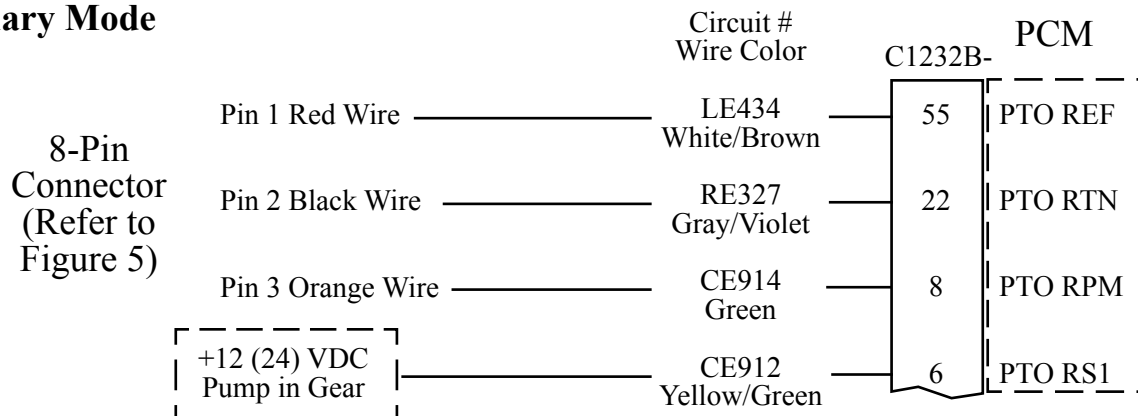 ary Mode
Circuit #
Wire Color
C1232B-
PCM
8-Pin
Connector
(Refer to
Figure 5)
Pin 1 Red Wire
LE434
White/Brown
55
PTO REF
Pin 2 Black Wire
RE327
Gray/Violet
22
PTO RTN
Pin 3 Orange Wire
CE914
Green
8
PTO RPM
+12 (24) VDC
Pump in Gear
CE912
Yellow/Green
6
PTO RS1